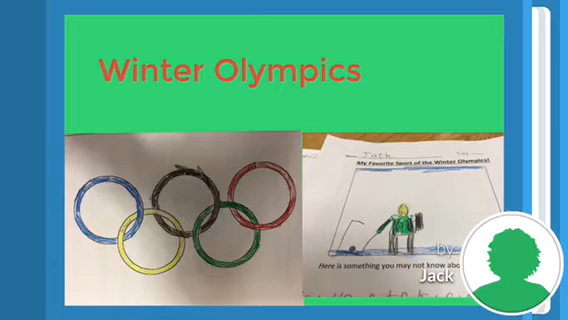 Winter Olympics
Name Jack
My Favorite Sport of the Winter Olympics!
Here is something you may not know abo
by
Jack